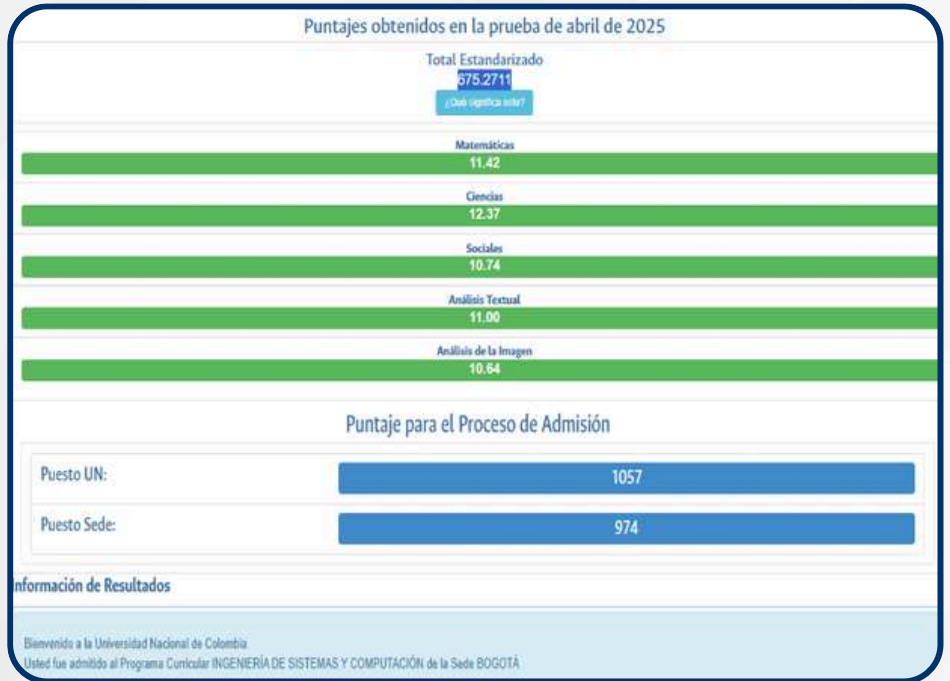 Puntajes obtenidos en la prueba de abril de 2025
Total Estandarizado
675.2711
¿Qué significa esto?
Matemáticas
11.42
Ciencias
12.37
Sociales
10.74
Análisis Textual
11.00
Análisis de la Imagen
10.64
Puntaje para el Proceso de Admisión
Puesto UN: 1057
Puesto Sede: 974
Información de Resultados
Bienvenido a la Universidad Nacional de Colombia
Usted fue admitido al Programa Curricular INGENIERÍA DE SISTEMAS Y COMPUTACIÓN de la Sede BOGOTÁ